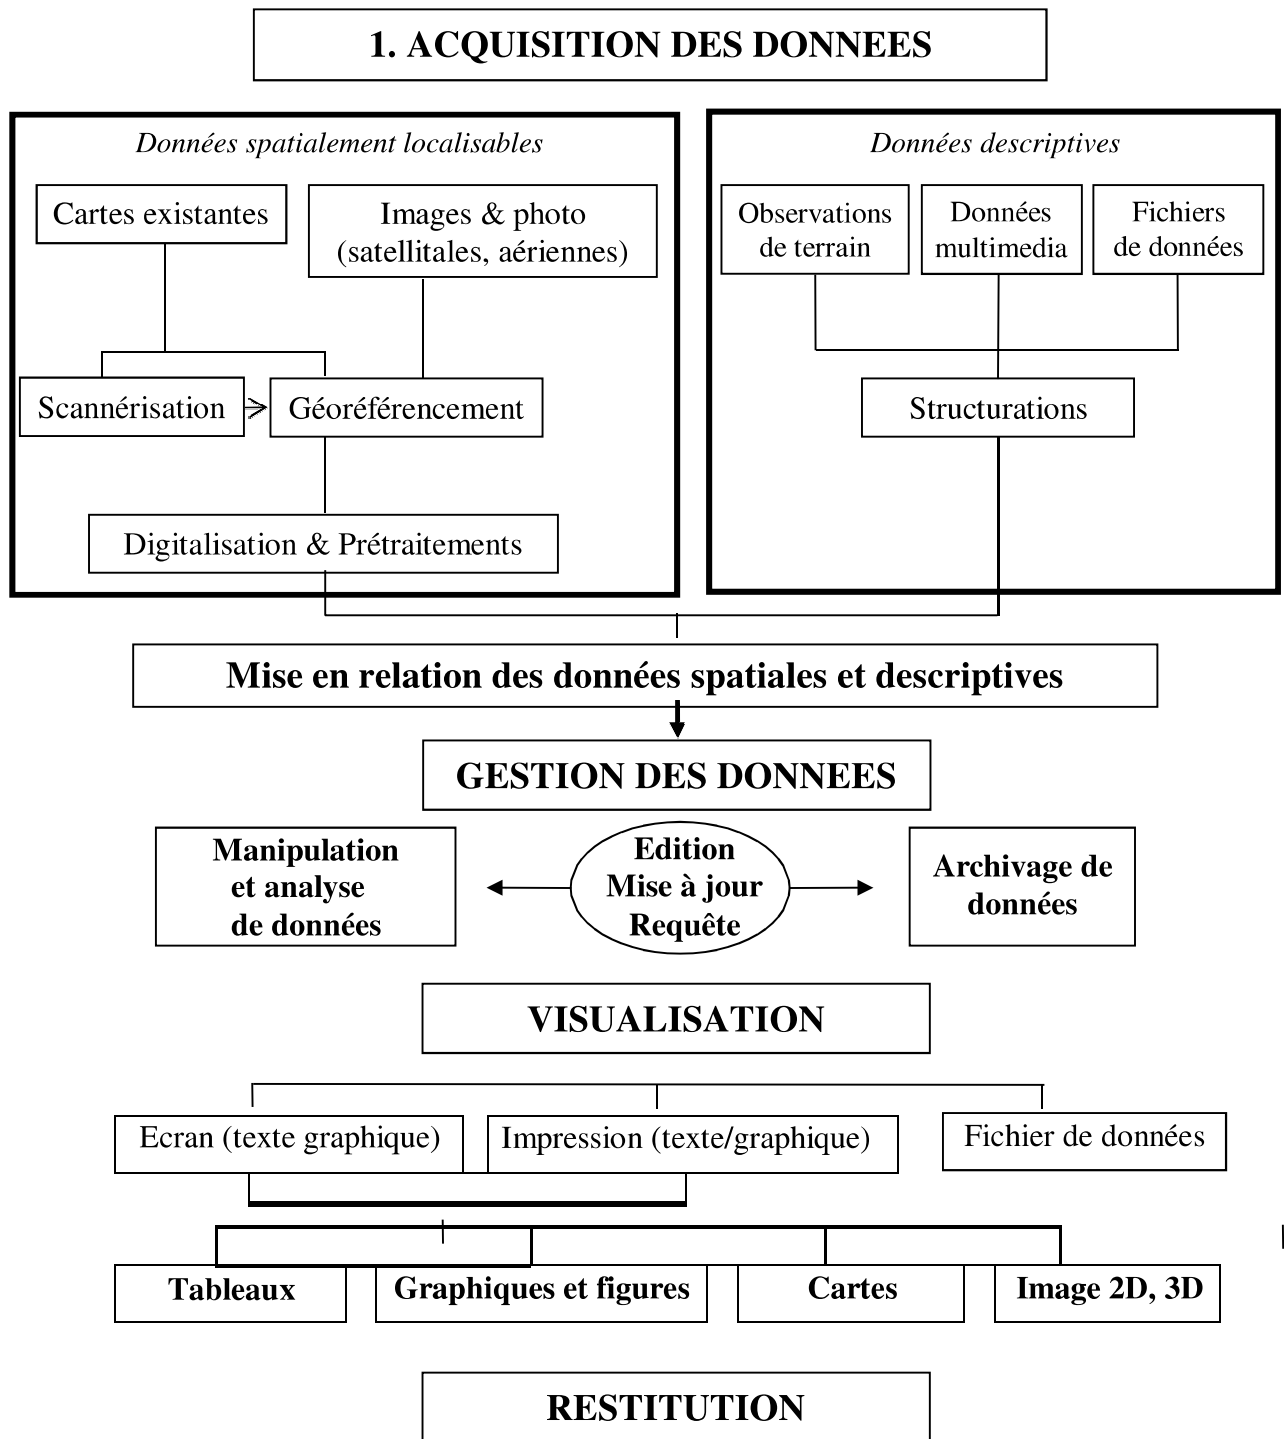 1. ACQUISITION DES DONNEES
Données spatialement localisables
Cartes existantes
Images & photo
(satellitales, aériennes)
Scannérisation
Géoréférencement
Digitalisation & Prétraitements
Données descriptives
Observations
de terrain
Données
multimedia
Fichiers
de données
Structurations
Mise en relation des données spatiales et descriptives
GESTION DES DONNEES
Manipulation
et analyse
de données
Edition
Mise à jour
Requête
Archivage de
données
VISUALISATION
Ecran (texte graphique)
Impression (texte/graphique)
Fichier de données
Tableaux
Graphiques et figures
Cartes
Image 2D, 3D
RESTITUTION